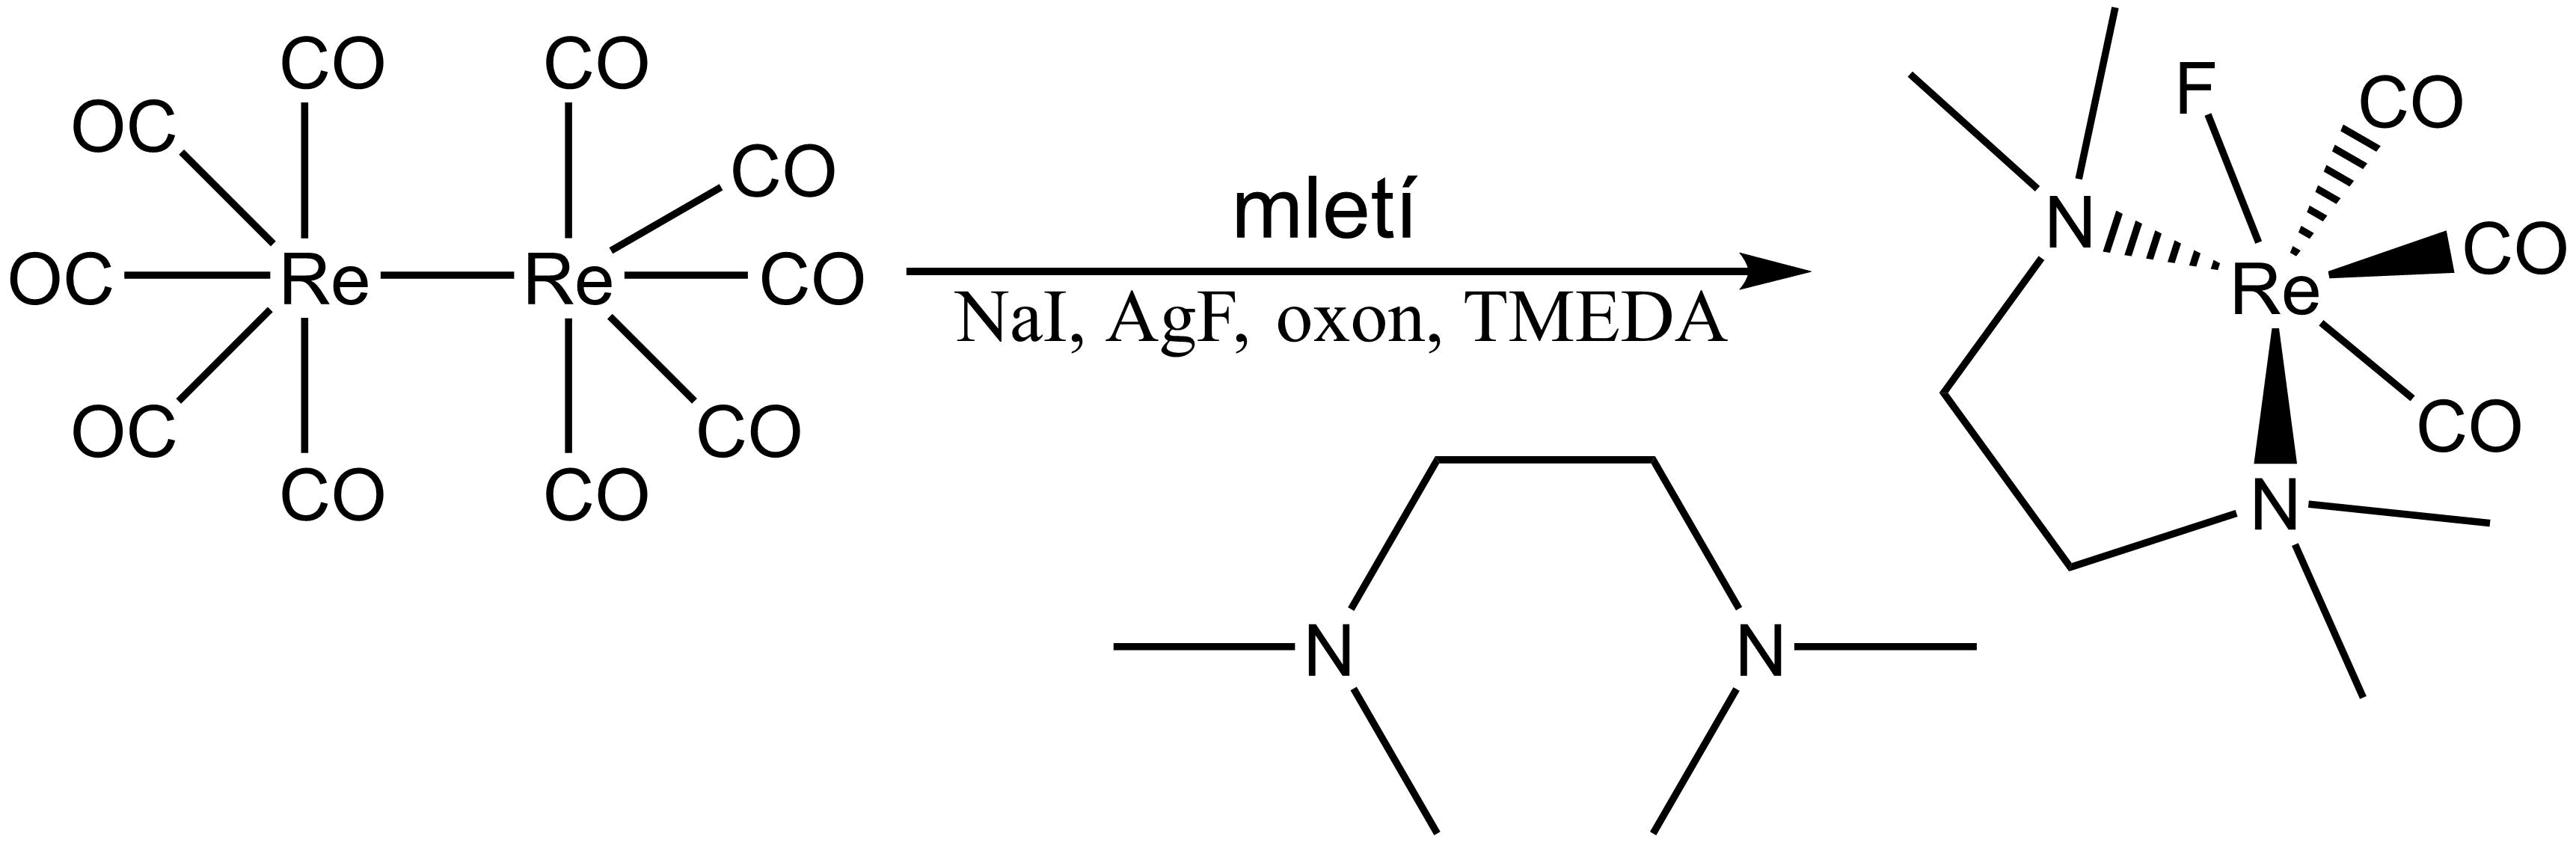 CO CO F CO
OC CO
OC Re Re CO mletí N Re CO
NaI, AgF, oxon, TMEDA
OC CO CO
CO CO N
N N